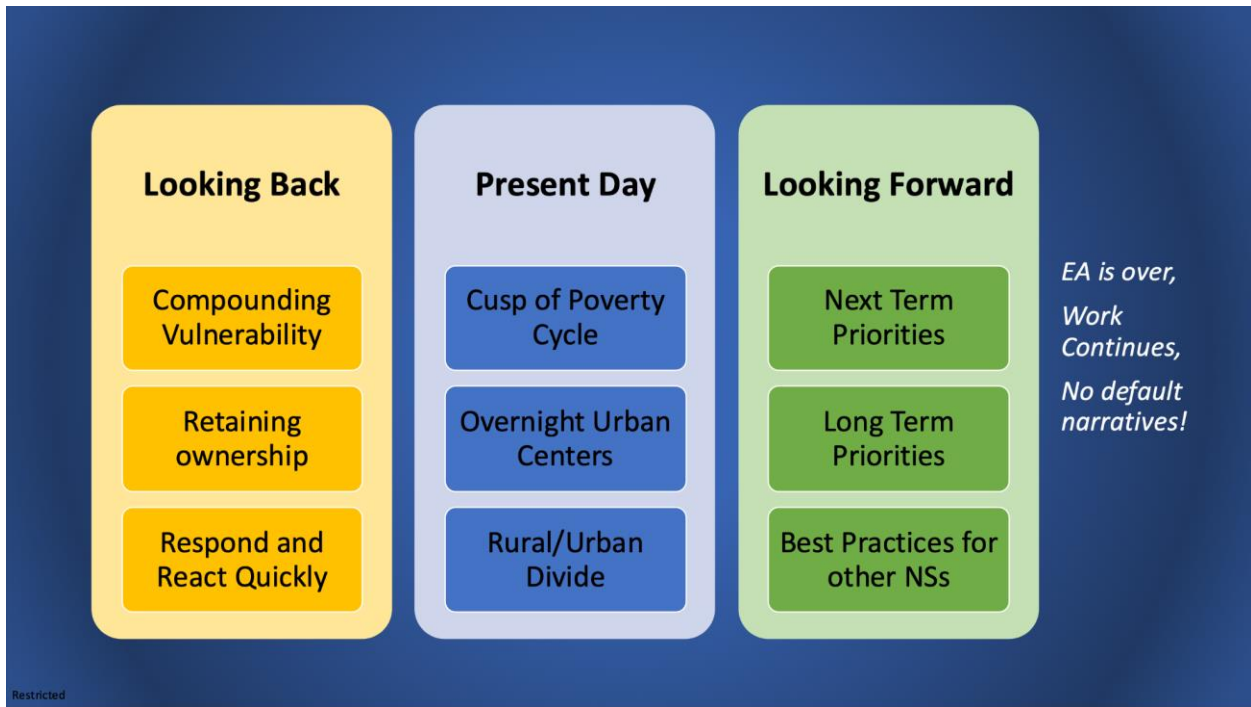 Looking Back
Compounding
Vulnerability
Retaining
ownership
Respond and
React Quickly
Present Day
Cusp of Poverty
Cycle
Overnight Urban
Centers
Rural/Urban
Divide
Looking Forward
Next Term
Priorities
Long Term
Priorities
Best Practices for
other NSs
EA is over,
Work
Continues,
No default
narratives!
Restricted